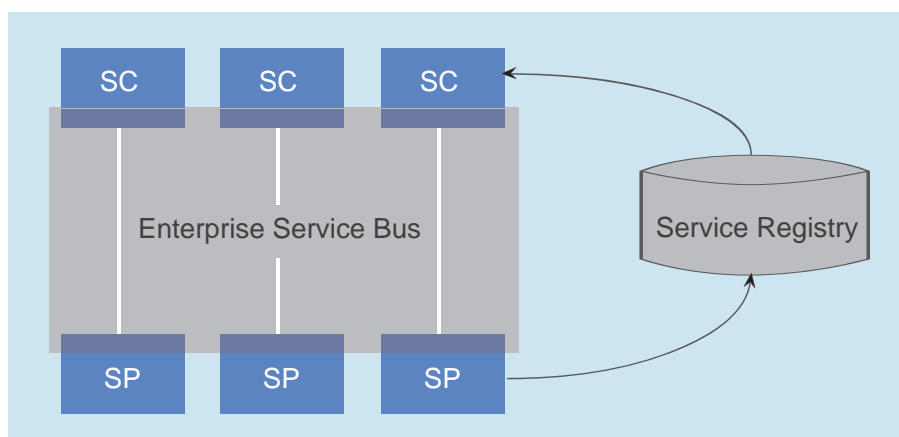 SC
SC
SC
Enterprise Service Bus
Service Registry
SP
SP
SP